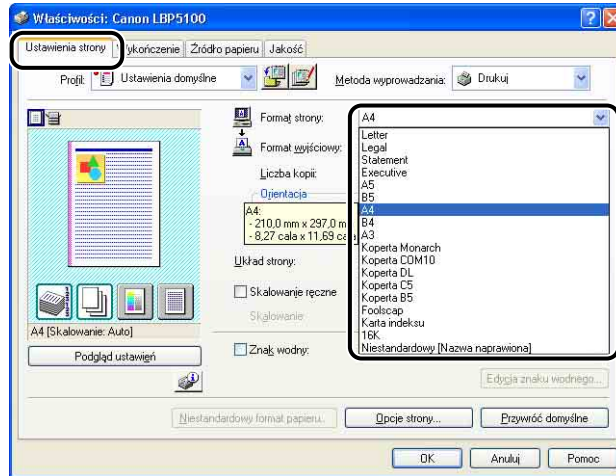 Właściwości: Canon LBP5100
Ustawienia strony Wykończenie Źródło papieru Jakość
Profil: Ustawienia domyślne Metoda wyprowadzania: Drukuj
Format strony: A4
Format wyjściowy:
Liczba kopii:
Orientacja
A4:
- 210,0 mm x 297,0 m
- 8,27 cala x 11,69 ca
Układ strony:
Skalowanie ręczne
Skalowanie:
Znak wodny:
Letter
Legal
Statement
Executive
A5
B5
A4
B4
A3
Koperta Monarch
Koperta COM10
Koperta DL
Koperta C5
Koperta B5
Foolscap
Karta indeksu
16K
Niestandardowy [Nazwa naprawiona]
A4 [Skalowanie: Auto]
Podgląd ustawień
Edycja znaku wodnego...
Niestandardowy format papieru.. Opcje strony... Przywróć domyślne
OK Anuluj Pomoc